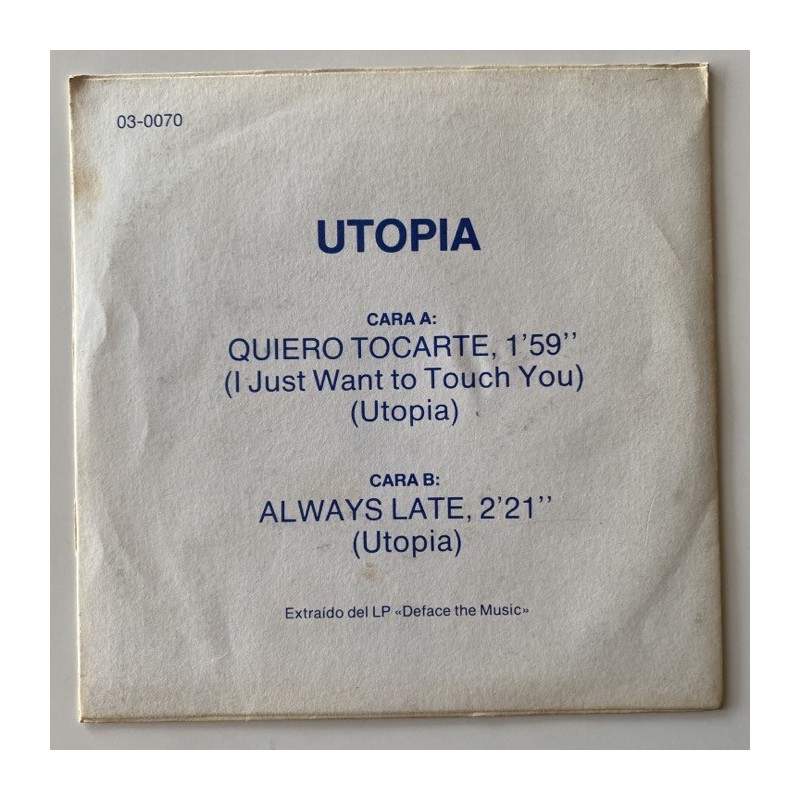 03-0070
UTOPIA
CARA A:
QUIERO TOCARTE, 1'59''
(I Just Want to Touch You)
(Utopia)
CARA B:
ALWAYS LATE, 2'21''
(Utopia)
Extraído del LP «Deface the Music»